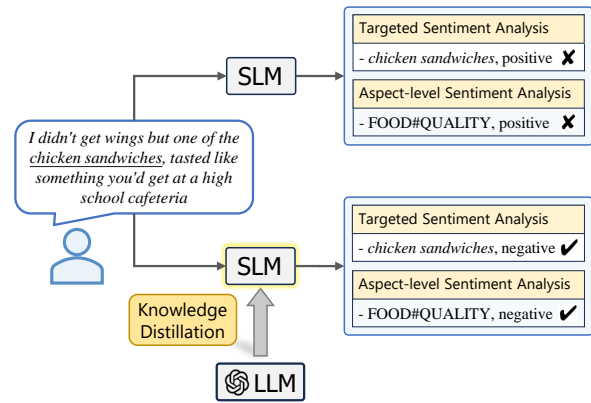 Targeted Sentiment Analysis
- chicken sandwiches, positive ✘
Aspect-level Sentiment Analysis
- FOOD#QUALITY, positive ✘
SLM
I didn't get wings but one of the
chicken sandwiches, tasted like
something you'd get at a high
school cafeteria
Targeted Sentiment Analysis
- chicken sandwiches, negative ✔
Aspect-level Sentiment Analysis
- FOOD#QUALITY, negative ✔
SLM
Knowledge
Distillation
LLM